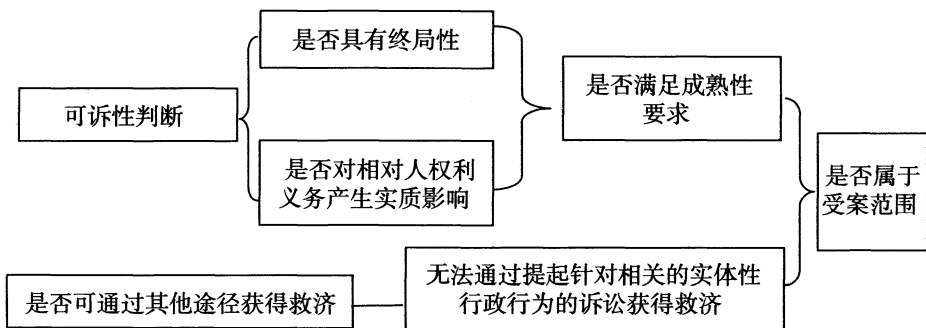 是否具有终局性
可诉性判断
是否对相对人权利
义务产生实质影响
是否满足成熟性
要求
是否属于
受案范围
是否可通过其他途径获得救济
无法通过提起针对相关的实体性
行政行为的诉讼获得救济